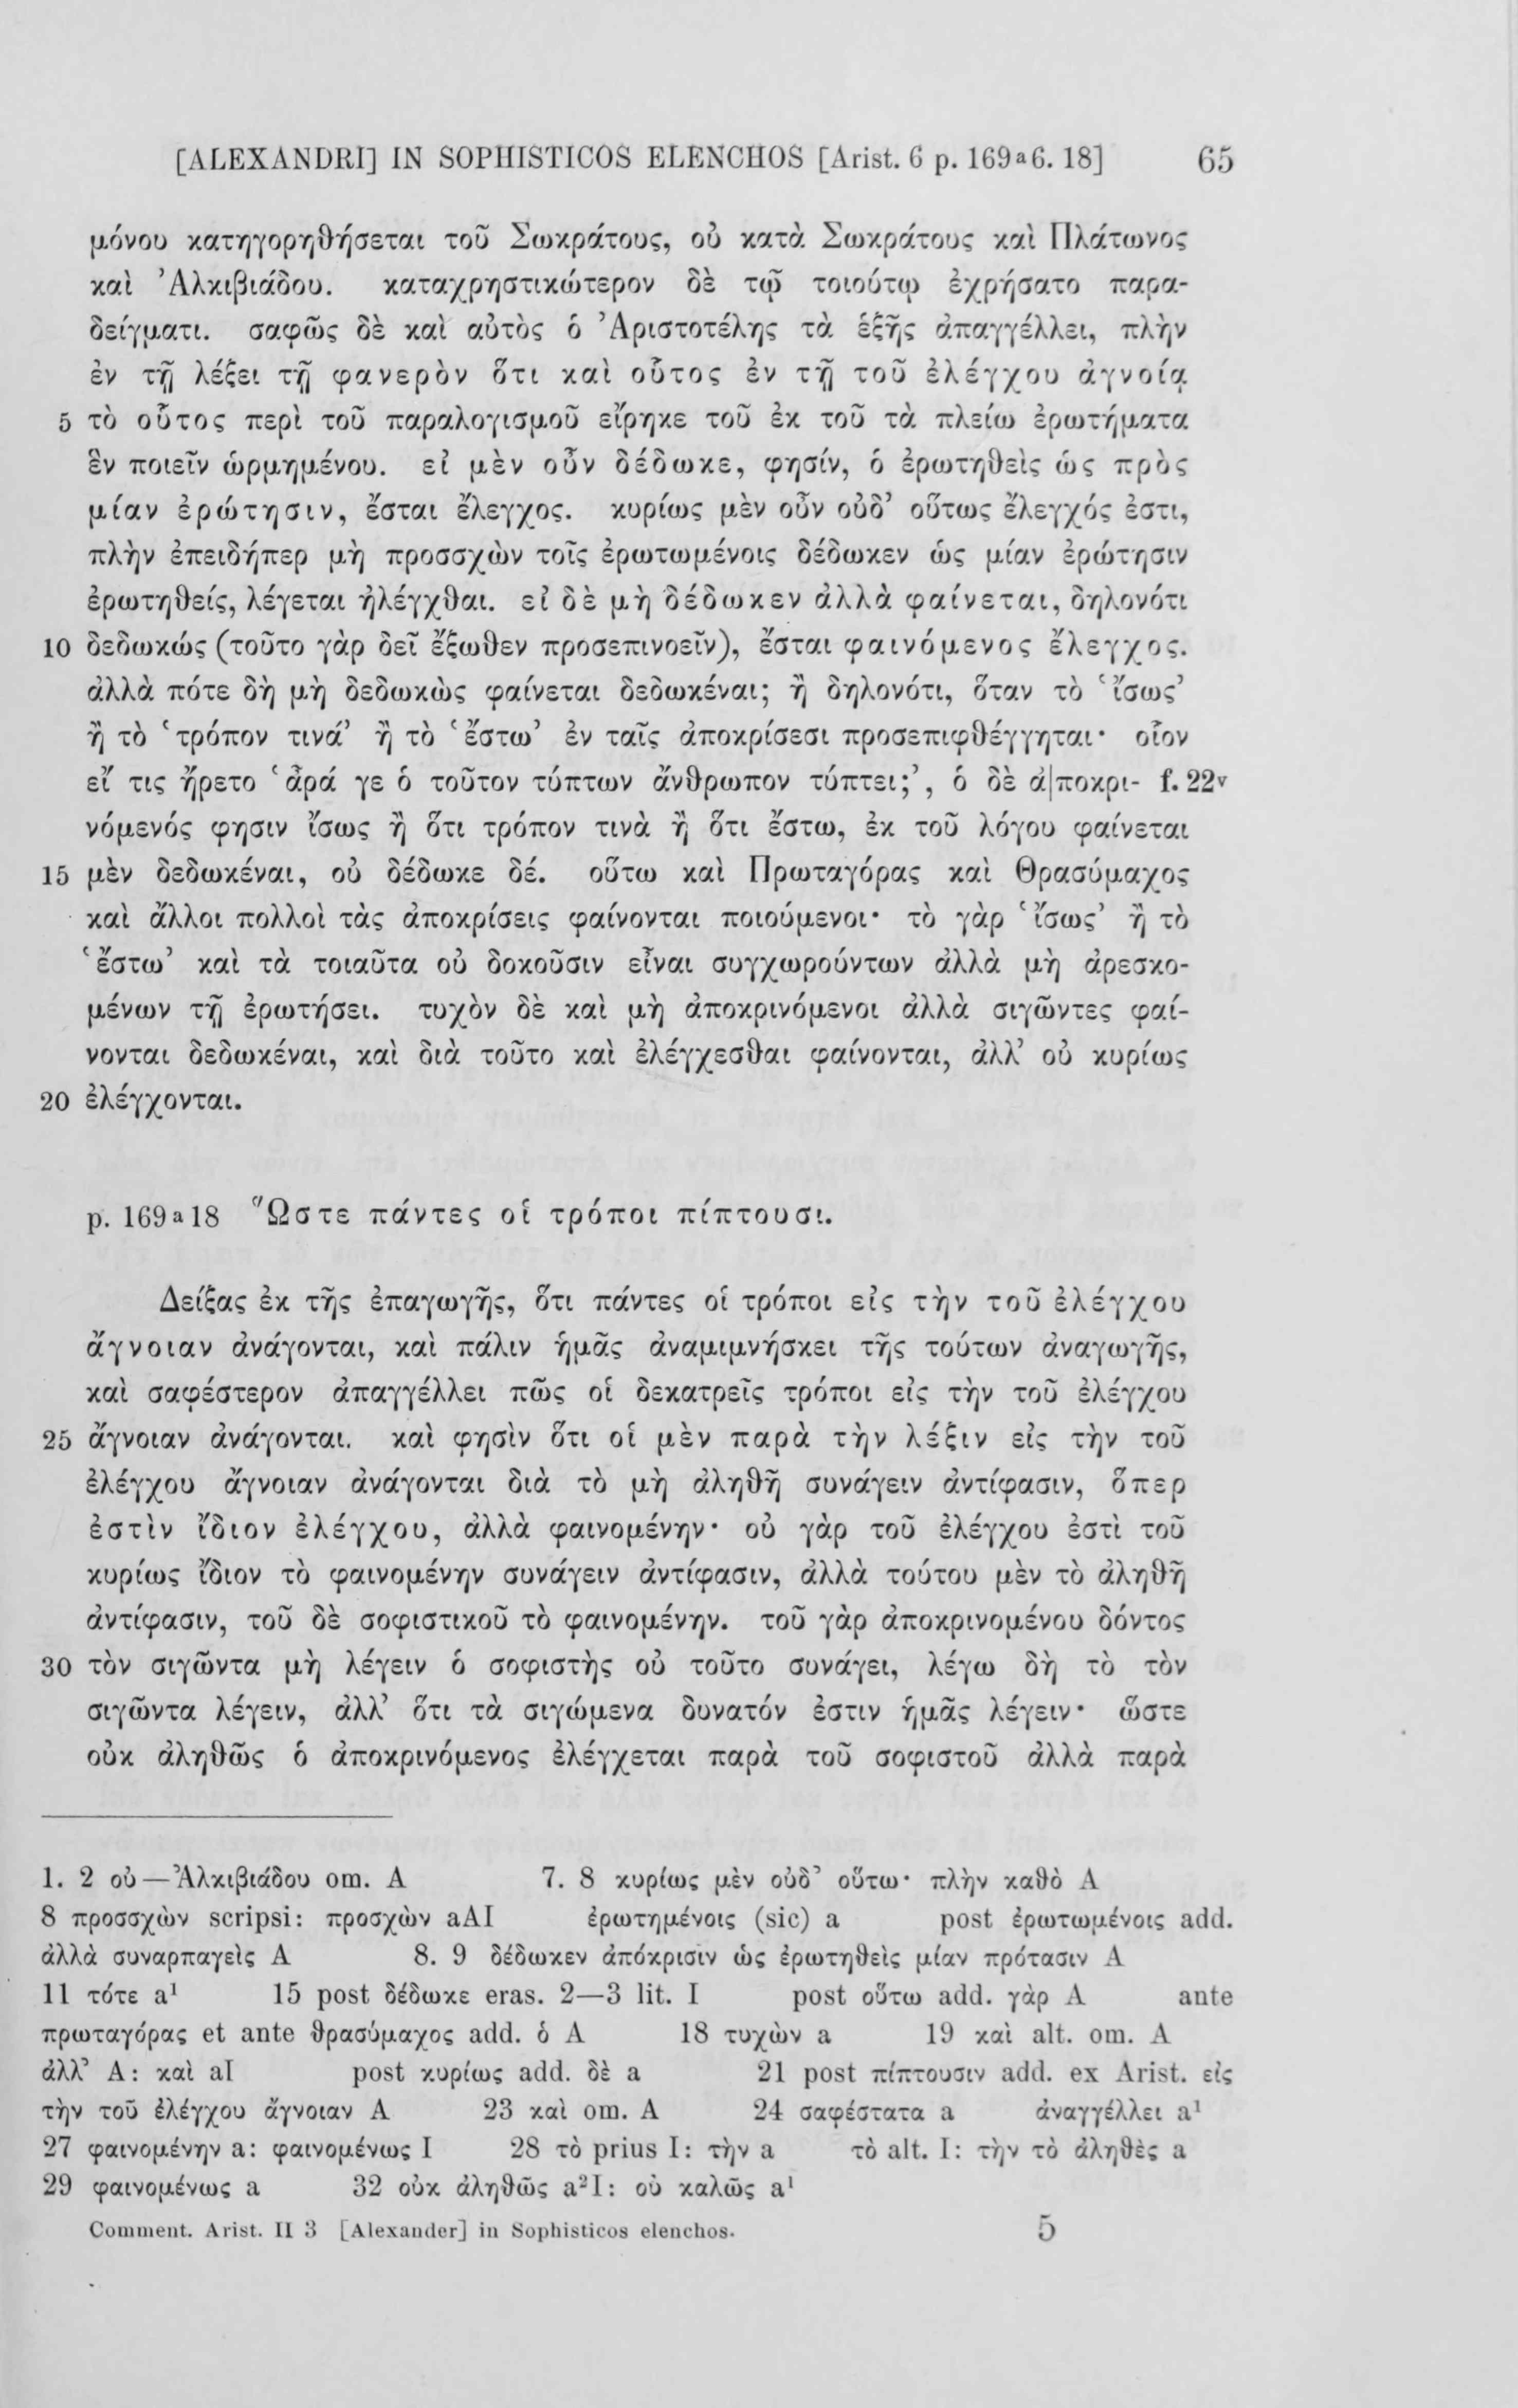 [ALEXANDRI] IN SOPHISTICOS ELENCHOS [Arist. 6 p. 169a6. 18] 65
μόνου κατηγορηθήσεται τοῦ Σωκράτους, οὐ κατὰ Σωκράτους καὶ Πλάτωνος
καὶ Ἀλκιβιάδου. καταχρηστικώτερον δὲ τῷ τοιούτῳ ἐχρήσατο παρα-
δείγματι. σαφῶς δὲ καὶ αὐτὸς ὁ Ἀριστοτέλης τὰ ἑξῆς ἀπαγγέλλει, πλὴν
ἐν τῇ λέξει τῇ φανερὸν ὅτι καὶ οὗτος ἐν τῇ τοῦ ἐλέγχου ἀγνοίᾳ
5 τὸ οὗτος περὶ τοῦ παραλογισμοῦ εἴρηκε τοῦ ἐκ τοῦ τὰ πλείω ἐρωτήματα
ἓν ποιεῖν ὡρμημένου. εἰ μὲν οὖν δέδωκε, φησίν, ὁ ἐρωτηθεὶς ὡς πρὸς
μίαν ἐρώτησιν, ἔσται ἔλεγχος. κυρίως μὲν οὖν οὐδ’ οὕτως ἔλεγχός ἐστι,
πλὴν ἐπειδήπερ μὴ προσσχὼν τοῖς ἐρωτωμένοις δέδωκεν ὡς μίαν ἐρώτησιν
ἐρωτηθείς, λέγεται ἠλέγχθαι. εἰ δὲ μὴ δέδωκεν ἀλλὰ φαίνεται, δηλονότι
10 δεδωκώς (τοῦτο γὰρ δεῖ ἔξωθεν προσεπινοεῖν), ἔσται φαινόμενος ἔλεγχος.
ἀλλὰ πότε δὴ μὴ δεδωκὼς φαίνεται δεδωκέναι; ἢ δηλονότι, ὅταν τὸ ‘ἴσως’
ἢ τὸ ‘τρόπον τινά’ ἢ τὸ ‘ἔστω’ ἐν ταῖς ἀποκρίσεσι προσεπιφθέγγηται· οἷον
εἴ τις ἤρετο ‘ἆρά γε ὁ τοῦτον τύπτων ἄνθρωπον τύπτει;’, ὁ δὲ ἀ|ποκρι- f. 22v
νόμενός φησιν ἴσως ἢ ὅτι τρόπον τινὰ ἢ ὅτι ἔστω, ἐκ τοῦ λόγου φαίνεται
15 μὲν δεδωκέναι, οὐ δέδωκε δέ. οὕτω καὶ Πρωταγόρας καὶ Θρασύμαχος
καὶ ἄλλοι πολλοὶ τὰς ἀποκρίσεις φαίνονται ποιούμενοι· τὸ γὰρ ‘ἴσως’ ἢ τὸ
‘ἔστω’ καὶ τὰ τοιαῦτα οὐ δοκοῦσιν εἶναι συγχωρούντων ἀλλὰ μὴ ἀρεσκο-
μένων τῇ ἐρωτήσει. τυχὸν δὲ καὶ μὴ ἀποκρινόμενοι ἀλλὰ σιγῶντες φαί-
νονται δεδωκέναι, καὶ διὰ τοῦτο καὶ ἐλέγχεσθαι φαίνονται, ἀλλ’ οὐ κυρίως
20 ἐλέγχονται.
p. 169a18 Ὥστε πάντες οἱ τρόποι πίπτουσι.
Δείξας ἐκ τῆς ἐπαγωγῆς, ὅτι πάντες οἱ τρόποι εἰς τὴν τοῦ ἐλέγχου
ἄγνοιαν ἀνάγονται, καὶ πάλιν ἡμᾶς ἀναμιμνήσκει τῆς τούτων ἀναγωγῆς,
καὶ σαφέστερον ἀπαγγέλλει πῶς οἱ δεκατρεῖς τρόποι εἰς τὴν τοῦ ἐλέγχου
25 ἄγνοιαν ἀνάγονται. καὶ φησὶν ὅτι οἱ μὲν παρὰ τὴν λέξιν εἰς τὴν τοῦ
ἐλέγχου ἄγνοιαν ἀνάγονται διὰ τὸ μὴ ἀληθῆ συνάγειν ἀντίφασιν, ὅπερ
ἐστὶν ἴδιον ἐλέγχου, ἀλλὰ φαινομένην· οὐ γὰρ τοῦ ἐλέγχου ἐστὶ τοῦ
κυρίως ἴδιον τὸ φαινομένην συνάγειν ἀντίφασιν, ἀλλὰ τούτου μὲν τὸ ἀληθῆ
ἀντίφασιν, τοῦ δὲ σοφιστικοῦ τὸ φαινομένην. τοῦ γὰρ ἀποκρινομένου δόντος
30 τὸν σιγῶντα μὴ λέγειν ὁ σοφιστὴς οὐ τοῦτο συνάγει, λέγω δὴ τὸ τὸν
σιγῶντα λέγειν, ἀλλ’ ὅτι τὰ σιγώμενα δυνατόν ἐστιν ἡμᾶς λέγειν· ὥστε
οὐκ ἀληθῶς ὁ ἀποκρινόμενος ἐλέγχεται παρὰ τοῦ σοφιστοῦ ἀλλὰ παρὰ
1. 2 οὐ—Ἀλκιβιάδου om. A 7. 8 κυρίως μὲν οὐδ’ οὕτω· πλὴν καθὸ A
8 προσσχὼν scripsi: προσχὼν aAI ἐρωτημένοις (sic) a post ἐρωτωμένοις add.
ἀλλὰ συναρπαγεὶς A 8. 9 δέδωκεν ἀπόκρισιν ὡς ἐρωτηθεὶς μίαν πρότασιν A
11 τότε a¹ 15 post δέδωκε eras. 2—3 lit. I post οὕτω add. γὰρ A ante
πρωταγόρας et ante θρασύμαχος add. ὁ A 18 τυχὼν a 19 καὶ alt. om. A
ἀλλ’ A: καὶ aI post κυρίως add. δὲ a 21 post πίπτουσιν add. ex Arist. εἰς
τὴν τοῦ ἐλέγχου ἄγνοιαν A 23 καὶ om. A 24 σαφέστατα a ἀναγγέλλει a¹
27 φαινομένην a: φαινομένως I 28 τὸ prius I: τὴν a τὸ alt. I: τὴν τὸ ἀληθὲς a
29 φαινομένως a 32 οὐκ ἀληθῶς a²I: οὐ καλῶς a¹
Comment. Arist. II 3 [Alexander] in Sophisticos elenchos. 5